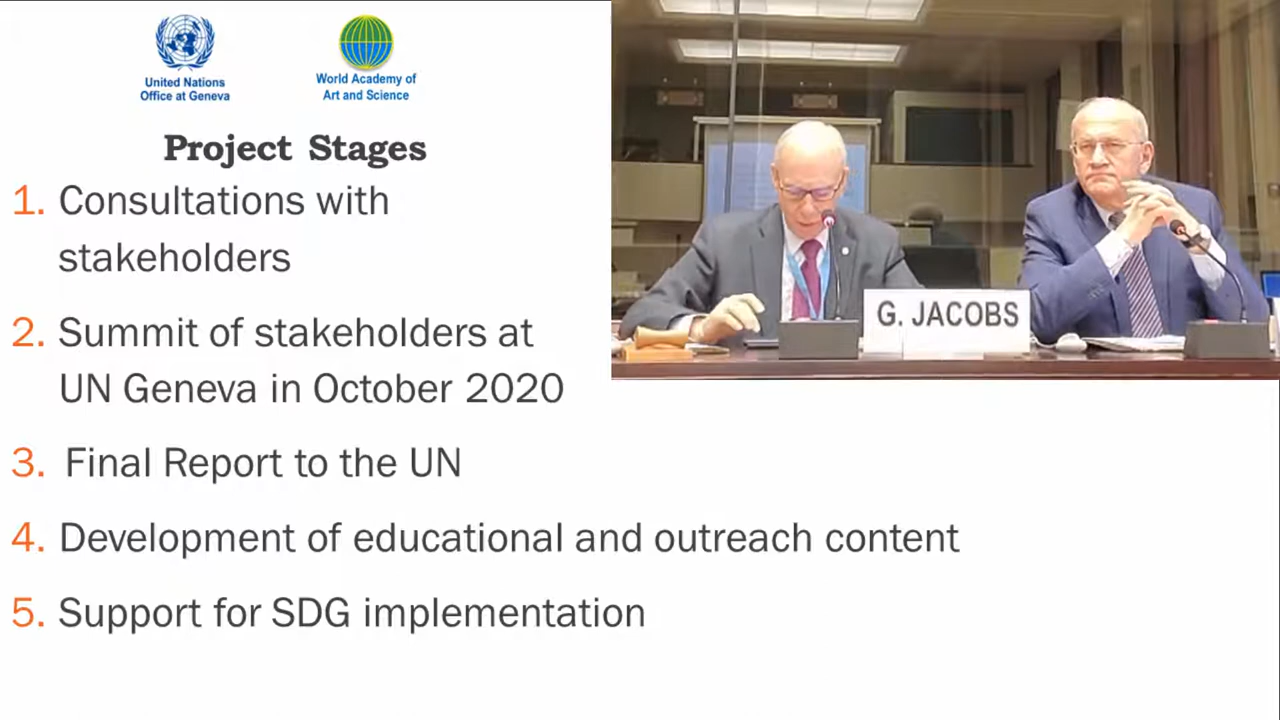 United Nations
Office at Geneva
World Academy of
Art and Science
Project Stages
1. Consultations with
stakeholders
2. Summit of stakeholders at
UN Geneva in October 2020
3. Final Report to the UN
4. Development of educational and outreach content
5. Support for SDG implementation
G. JACOBS